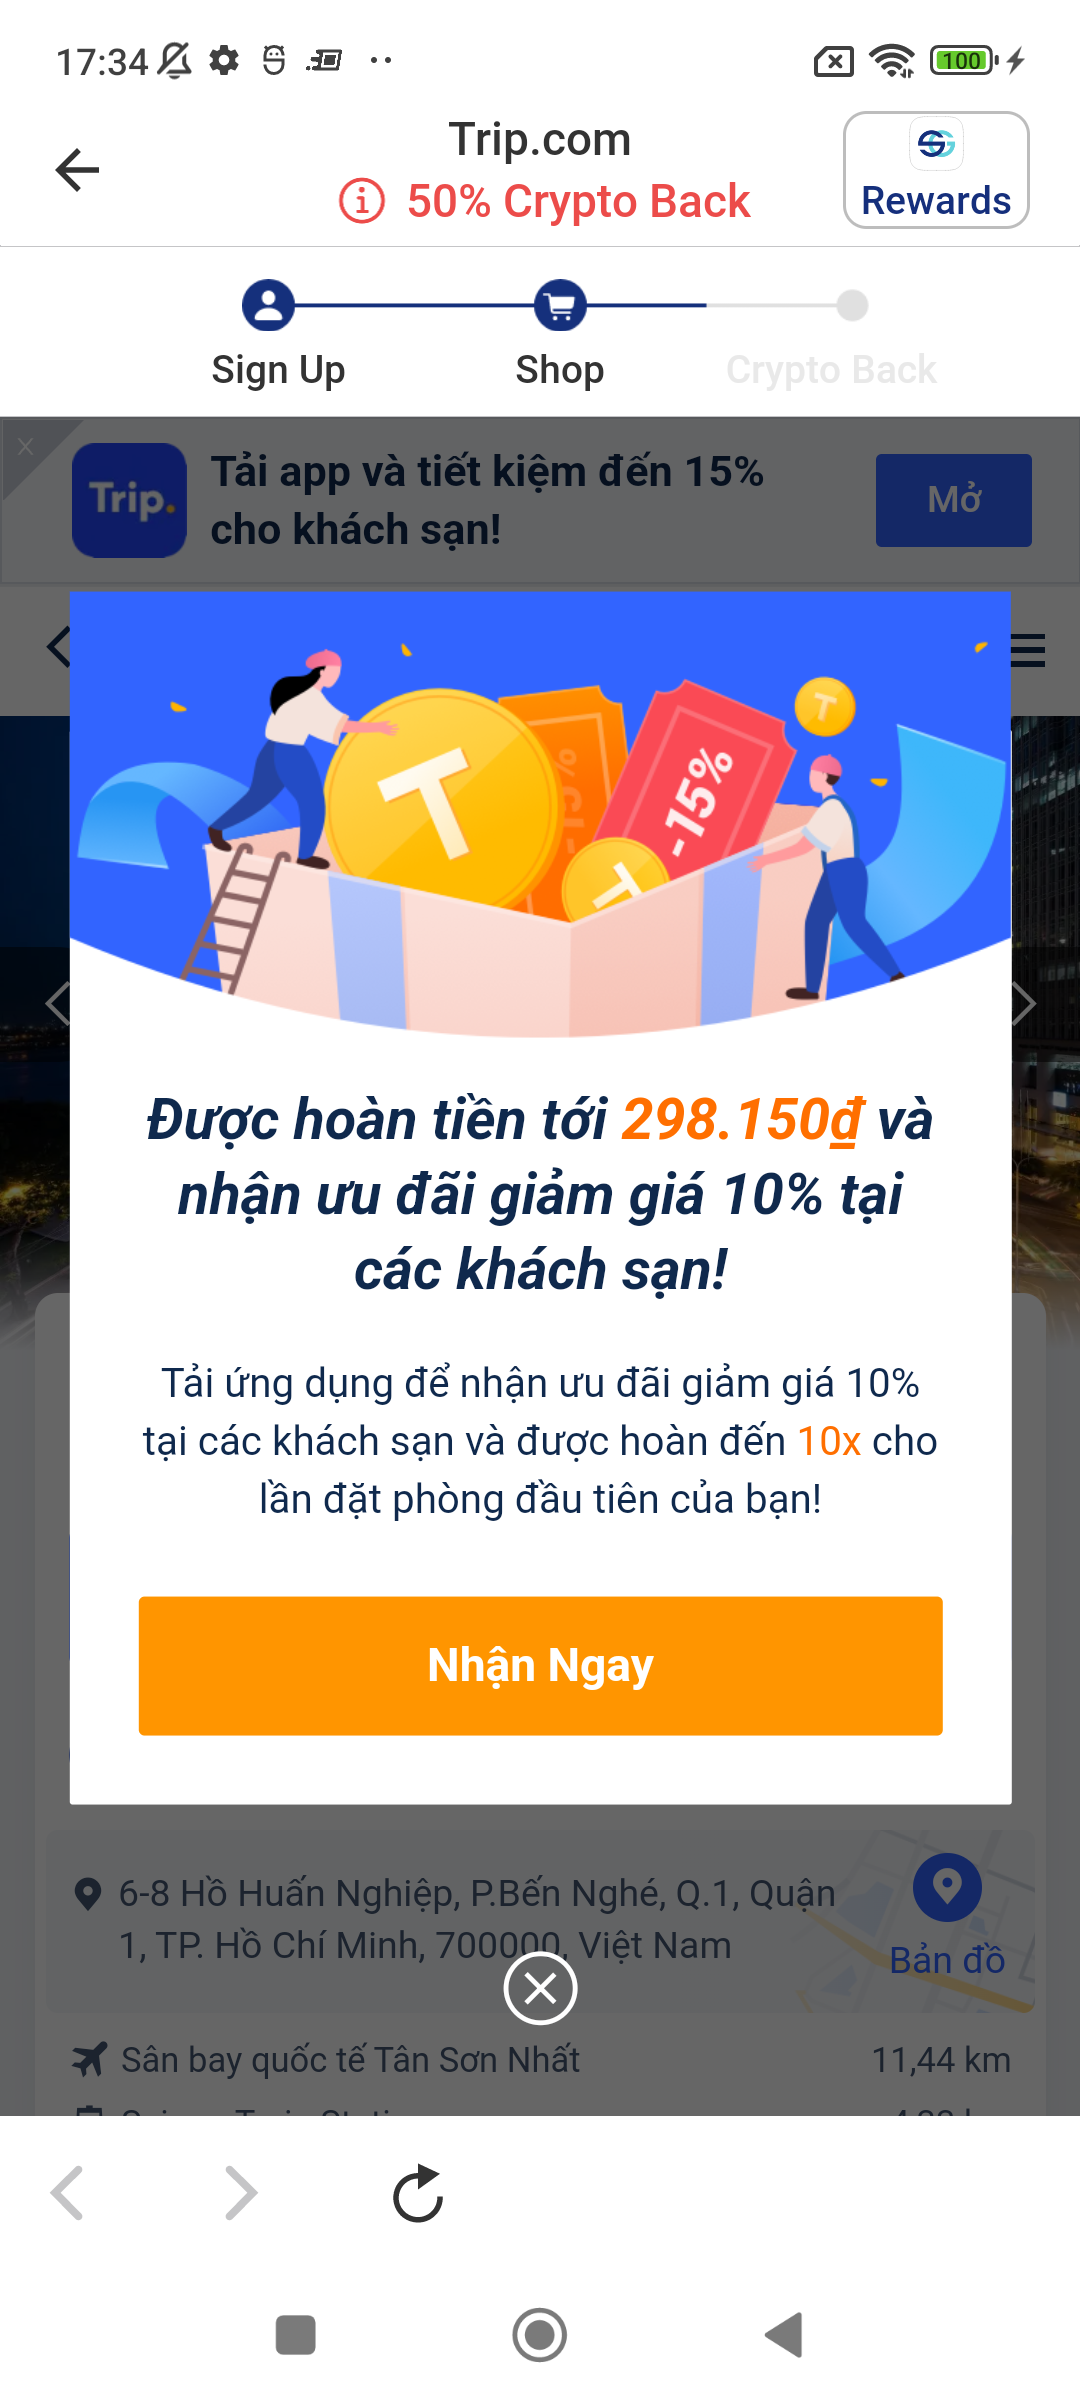 17:34
100
Trip.com
50% Crypto Back
Rewards
Sign Up
Shop
Crypto Back
Trip.
Tải app và tiết kiệm đến 15%
cho khách sạn!
Mở
T
T
-15%
T
Được hoàn tiền tới 298.150₫ và
nhận ưu đãi giảm giá 10% tại
các khách sạn!
Tải ứng dụng để nhận ưu đãi giảm giá 10%
tại các khách sạn và được hoàn đến 10x cho
lần đặt phòng đầu tiên của bạn!
Nhận Ngay
6-8 Hồ Huấn Nghiệp, P.Bến Nghé, Q.1, Quận
1, TP. Hồ Chí Minh, 700000, Việt Nam
Bản đồ
Sân bay quốc tế Tân Sơn Nhất
11,44 km